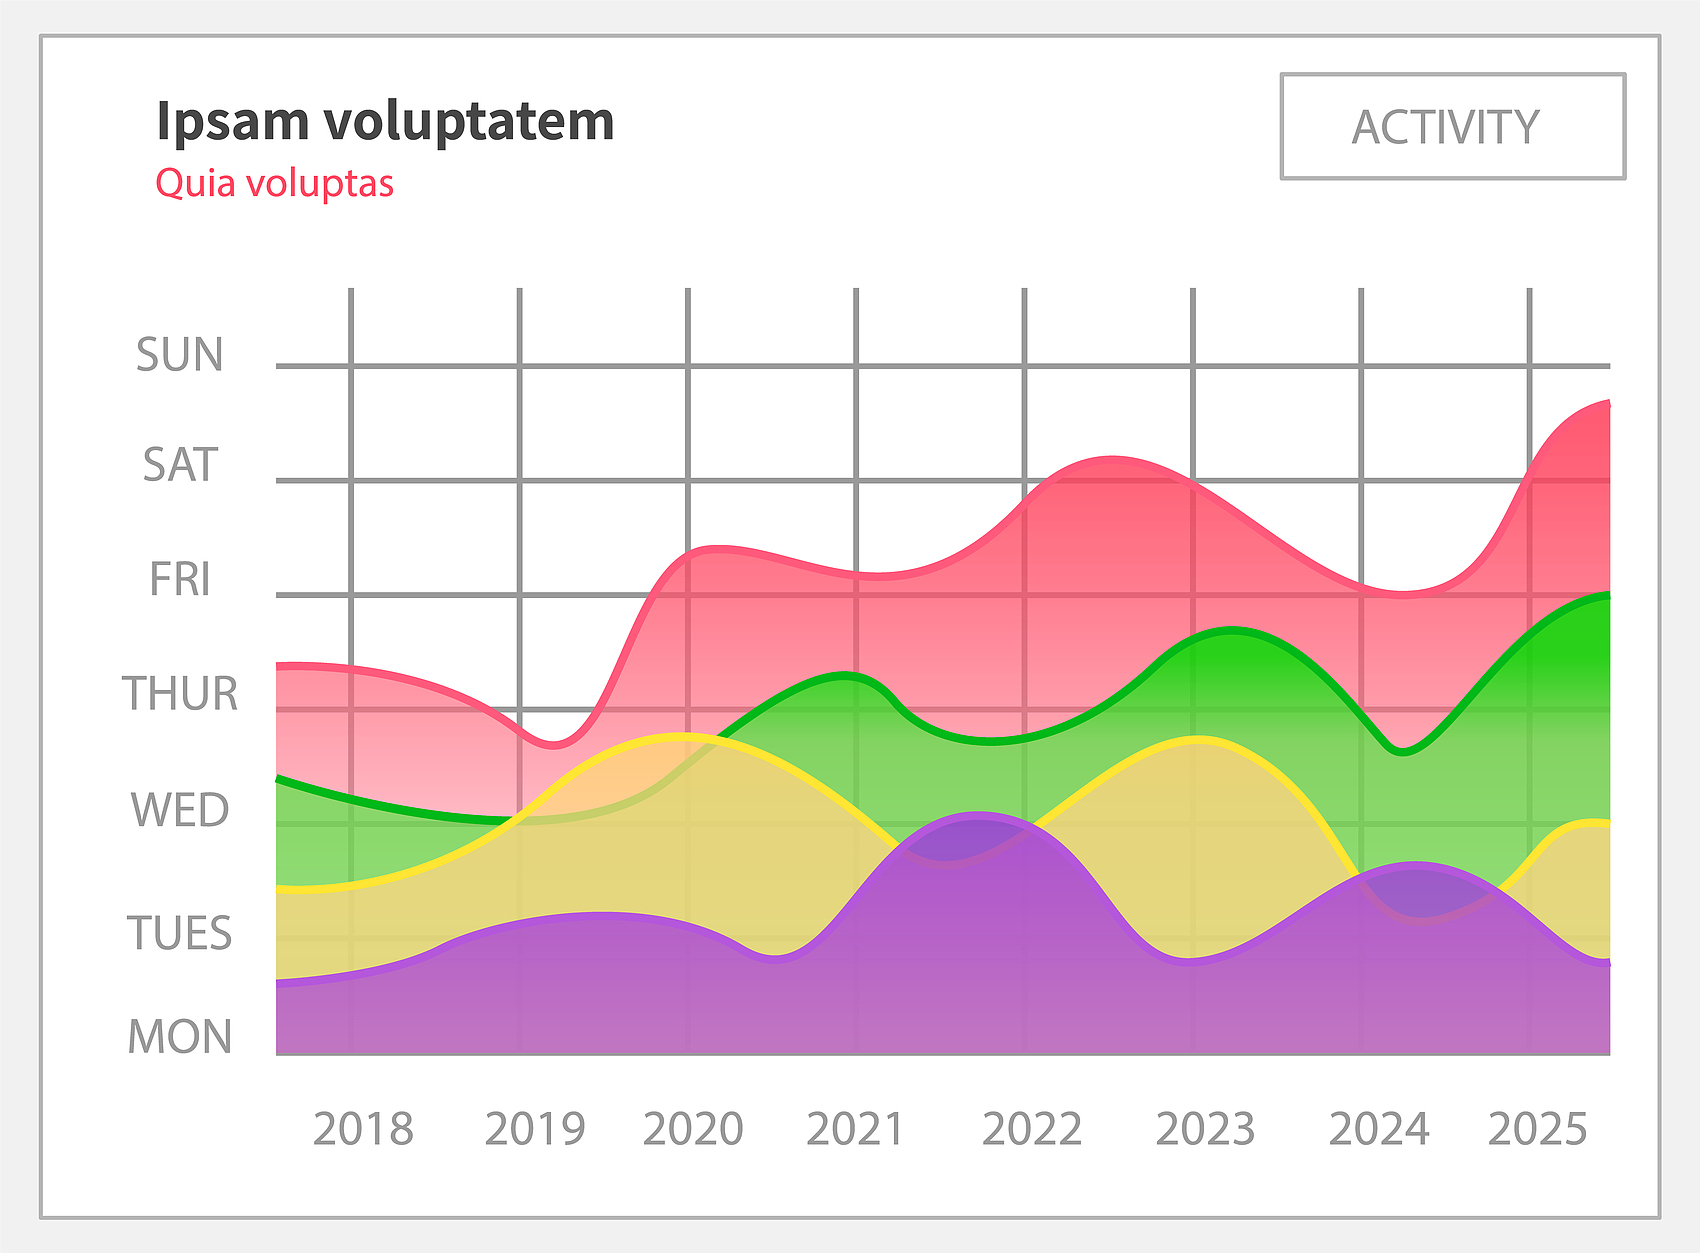 Ipsam voluptatem
Quia voluptas
ACTIVITY
SUN
SAT
FRI
THUR
WED
TUES
MON
2018 2019 2020 2021 2022 2023 2024 2025